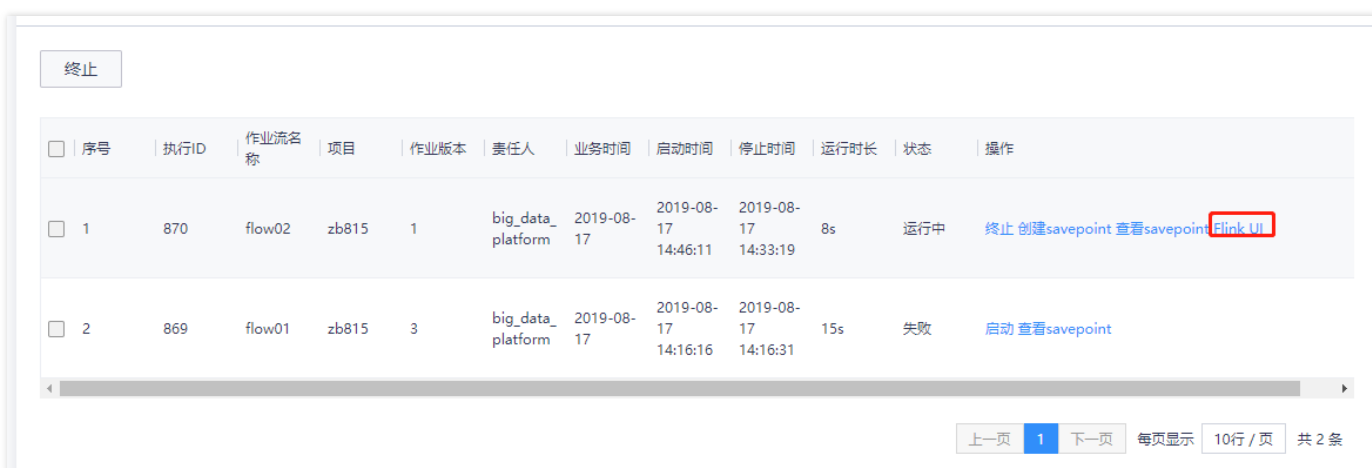 终止
序号 执行ID 作业流名称 项目 作业版本 责任人 业务时间 启动时间 停止时间 运行时长 状态 操作
1 870 flow02 zb815 1 big_data_platform 2019-08-17 2019-08-17 14:46:11 2019-08-17 14:33:19 8s 运行中 终止 创建savepoint 查看savepoint Flink UI
2 869 flow01 zb815 3 big_data_platform 2019-08-17 2019-08-17 14:16:16 2019-08-17 14:16:31 15s 失败 启动 查看savepoint
上一页 1 下一页 每页显示 10行 / 页 共 2 条